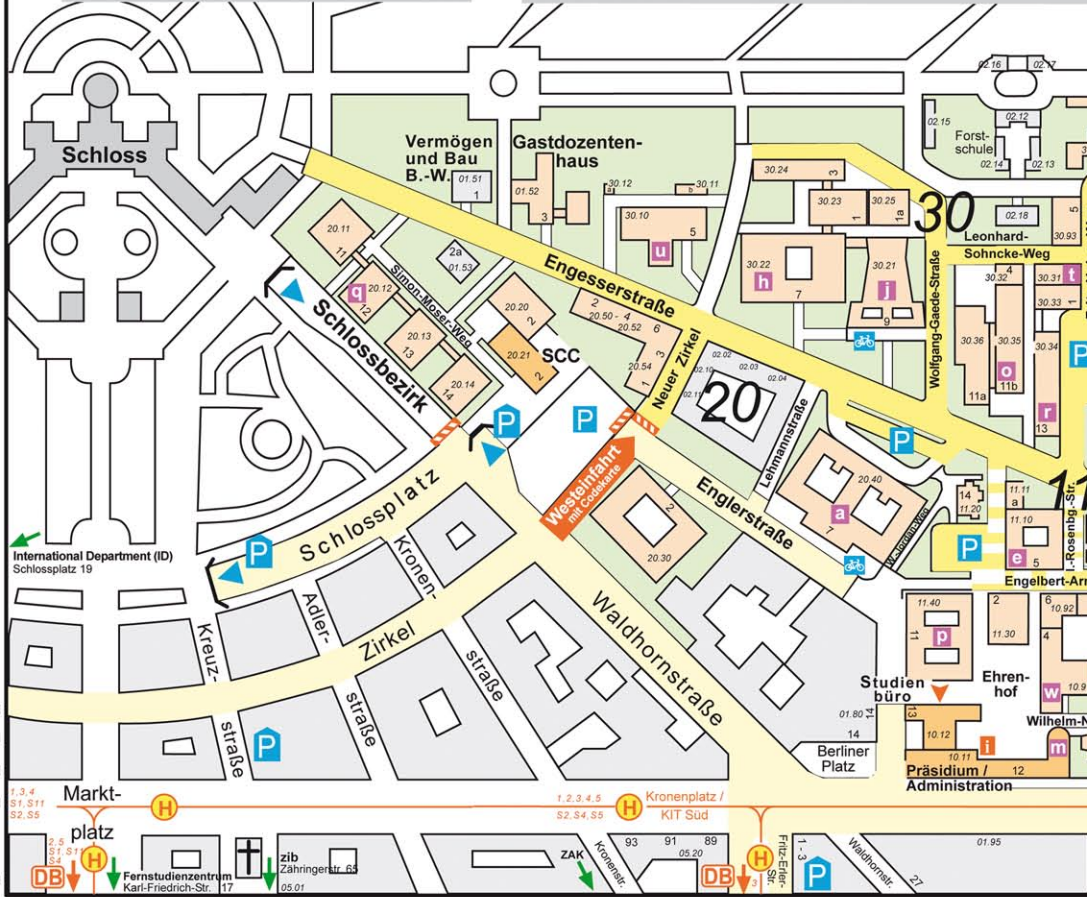 02.16
02.17
02.15
02.12
Forst-
schule
02.14
02.13
Schloss
Vermögen
und Bau
B.-W.
01.51
1
Gastdozenten-
haus
01.52
3
30.12
30.11
30.10
5
u
30.24
3
30.23
1
30.25
1a
30
02.18
5
30.93
Leonhard-
Sohncke-Weg
20.11
11
2a
01.53
Engesserstraße
30.22
h
7
30.21
j
9
Wolfgang-Gaede-Straße
4
30.32
30.31
t
30.33
1
q
20.12
12
Simon-Moser-Weg
20.20
2
2
20.50 -
4
20.52
6
3
20.54
1
Schlossbezirk
20.13
13
20.21
2
SCC
20.14
14
Neuer Zirkel
02.02
02.10
02.03
02.04
20
30.36
11a
30.35
o
11b
30.34
r
13
P
P
P
P
Lehmannstraße
Westeinfahrt
mit Codekarte
Englerstraße
20.40
a
7
W.-Jordan-Weg
2
20.30
14
11.20
11.11
a
11.10
e
5
P
Engelbert-Arn
Schlossplatz
P
International Department (ID)
Schlossplatz 19
Kronen-
straße
Adler-
straße
Kreuz-
straße
Zirkel
Waldhornstraße
11.40
11
p
2
11.30
6
10.92
4
w
Ehren-
hof
Studien
büro
Wilhelm-N
13
10.12
i
m
10.11
12
Präsidium /
Administration
01.80
14
14
Berliner
Platz
P
1,3,4
S1,S11
S2,S5
Markt-
platz
H
1,2,3,4,5
S2,S4,S5
H
Kronenplatz /
KIT Süd
2,5
S1,S11
S4
H
DB
Fernstudienzentrum
Karl-Friedrich-Str. 17
zib
Zähringerstr. 65
05.01
ZAK
Kronenstr.
93
91
89
05.20
DB
H
3
Fritz-Erler-
Str.
1 - 3
P
Waldhornstr.
27
01.95